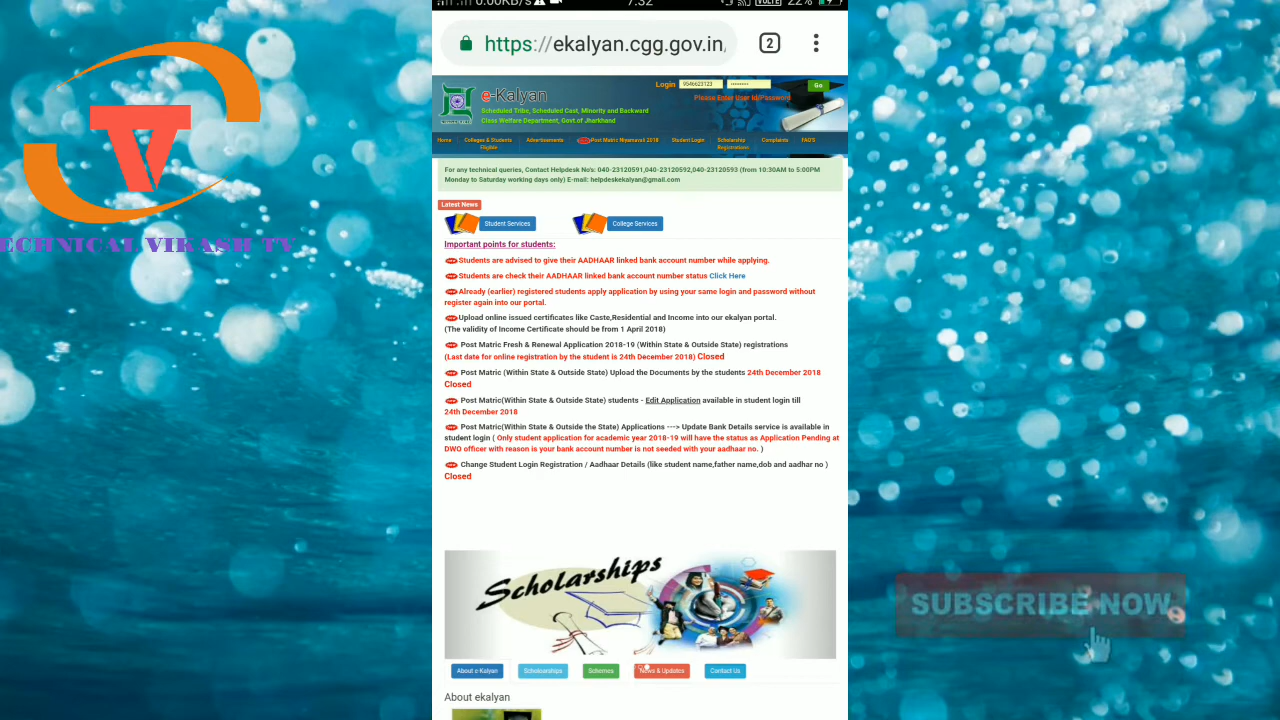 0.00KB/s 7:32 VoLTE 22%
https://ekalyan.cgg.gov.in/
2
Login 9546623123 Go
Please Enter User Id/Password
e-Kalyan
Scheduled Tribe, Scheduled Cast, Minority and Backward
Class Welfare Department, Govt.of Jharkhand
Home Colleges & Students Eligible Advertisements Post Matric Niyamavali 2018 Student Login Scholarship Registrations Complaints FAQ'S
For any technical queries, Contact Helpdesk No's: 040-23120591,040-23120592,040-23120593 (from 10:30AM to 5:00PM
Monday to Saturday working days only) E-mail: helpdeskekalyan@gmail.com
Latest News
Student Services College Services
Important points for students:
Students are advised to give their AADHAAR linked bank account number while applying.
Students are check their AADHAAR linked bank account number status Click Here
Already (earlier) registered students apply application by using your same login and password without
register again into our portal.
Upload online issued certificates like Caste,Residential and Income into our ekalyan portal.
(The validity of Income Certificate should be from 1 April 2018)
Post Matric Fresh & Renewal Application 2018-19 (Within State & Outside State) registrations
(Last date for online registration by the student is 24th December 2018) Closed
Post Matric (Within State & Outside State) Upload the Documents by the students 24th December 2018
Closed
Post Matric(Within State & Outside State) students - Edit Application available in student login till
24th December 2018
Post Matric(Within State & Outside the State) Applications ---> Update Bank Details service is available in
student login ( Only student application for academic year 2018-19 will have the status as Application Pending at
DWO officer with reason is your bank account number is not seeded with your aadhaar no. )
Change Student Login Registration / Aadhaar Details (like student name,father name,dob and aadhar no )
Closed
Scholarships
About e-Kalyan Scholoarships Schemes News & Updates Contact Us
About ekalyan
ECHNICAL VIKASH TV
SUBSCRIBE NOW